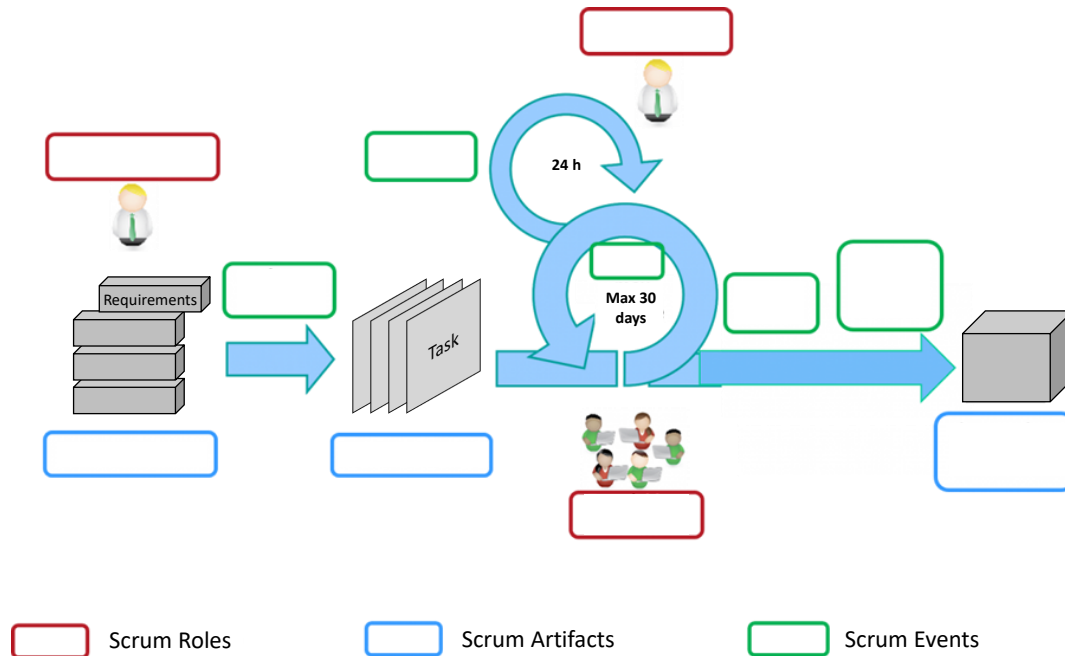 24 h
Requirements
Max 30
days
Task
Scrum Roles
Scrum Artifacts
Scrum Events